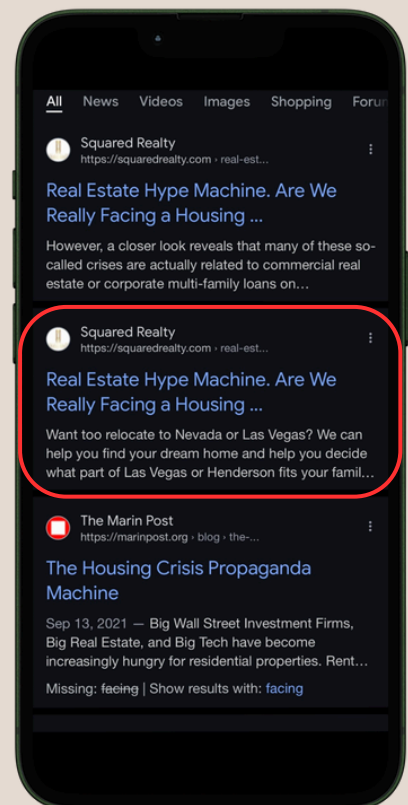 All News Videos Images Shopping
Squared Realty
https://squaredrealty.com › real-est...
Real Estate Hype Machine. Are We
Really Facing a Housing ...
However, a closer look reveals that many of these so-
called crises are actually related to commercial real
estate or corporate multi-family loans on…
Squared Realty
https://squaredrealty.com › real-est...
Real Estate Hype Machine. Are We
Really Facing a Housing ...
Want too relocate to Nevada or Las Vegas? We can
help you find your dream home and help you decide
what part of Las Vegas or Henderson fits your famil…
The Marin Post
https://marinpost.org › blog › the-...
The Housing Crisis Propaganda
Machine
Sep 13, 2021 — Big Wall Street Investment Firms,
Big Real Estate, and Big Tech have become
increasingly hungry for residential properties. Rent…
Missing: facing | Show results with: facing